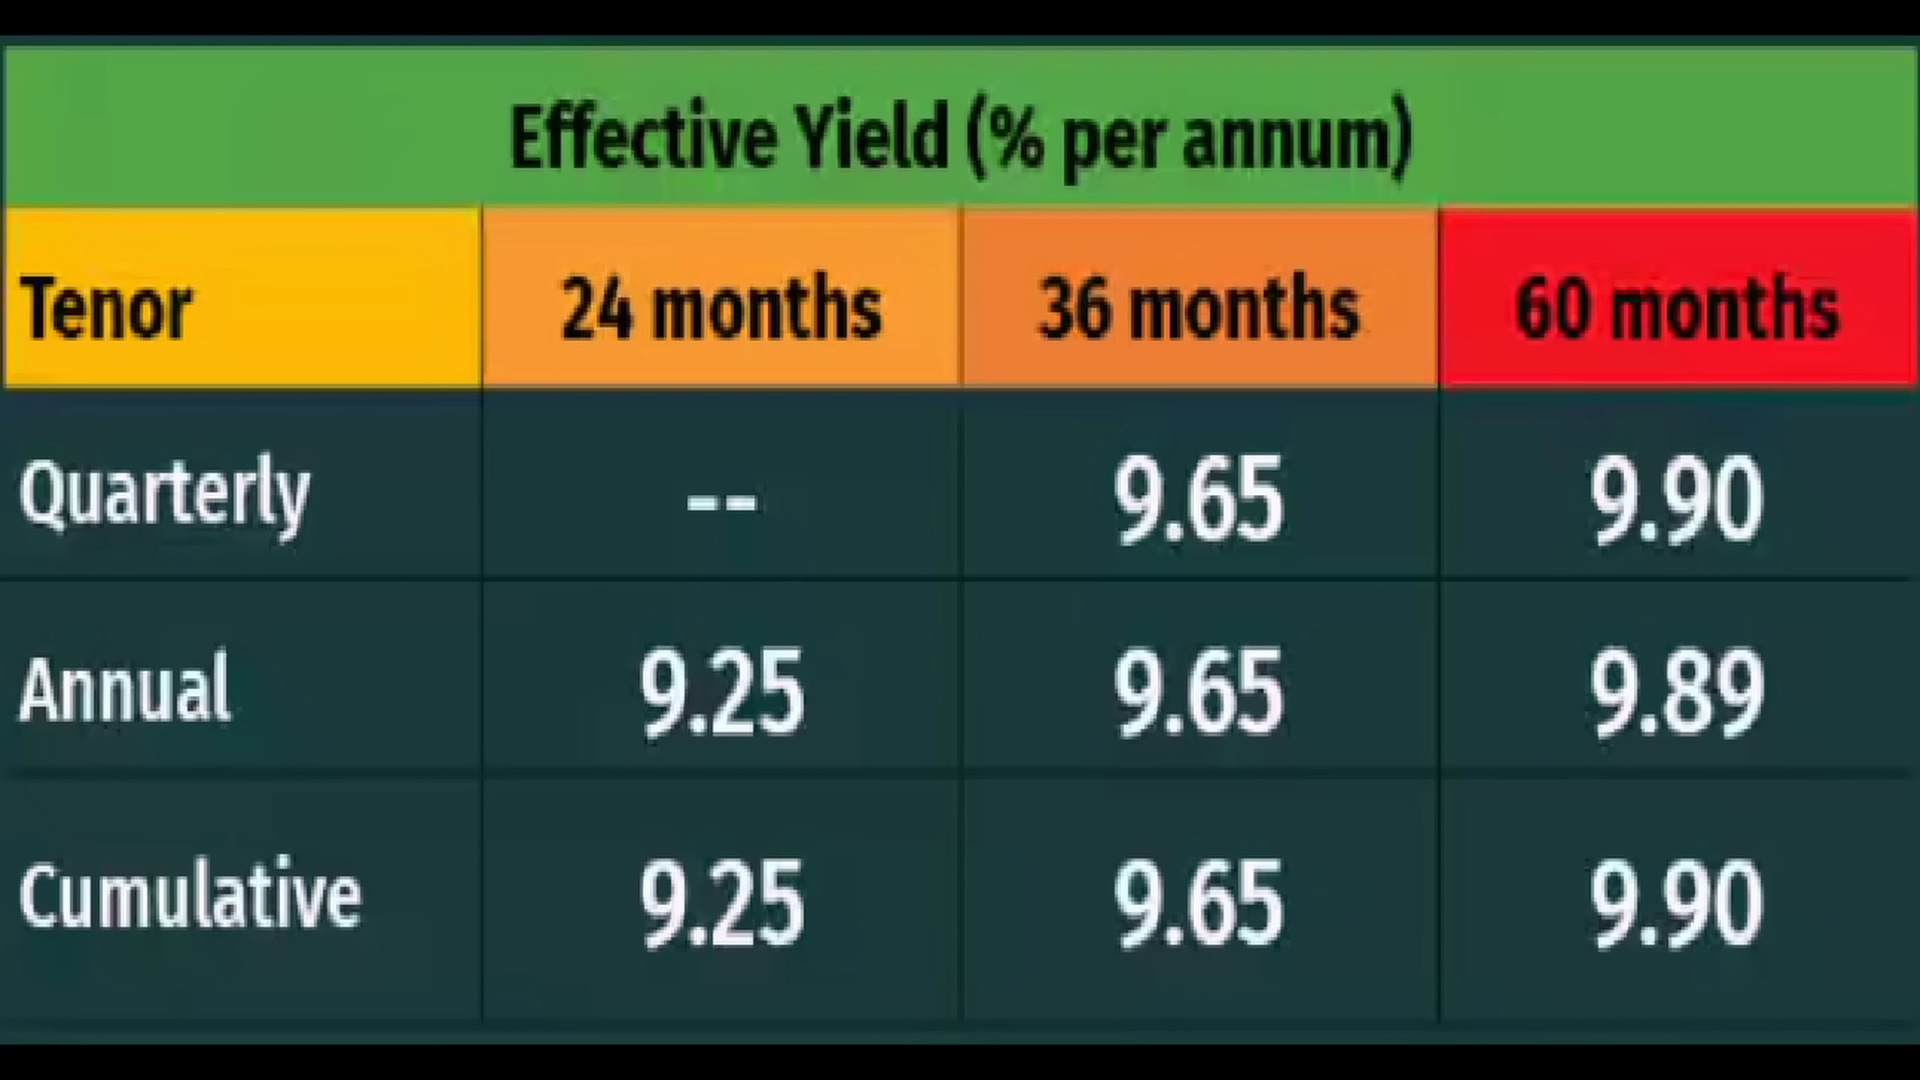 Effective Yield (% per annum)
Tenor 24 months 36 months 60 months
Quarterly -- 9.65 9.90
Annual 9.25 9.65 9.89
Cumulative 9.25 9.65 9.90